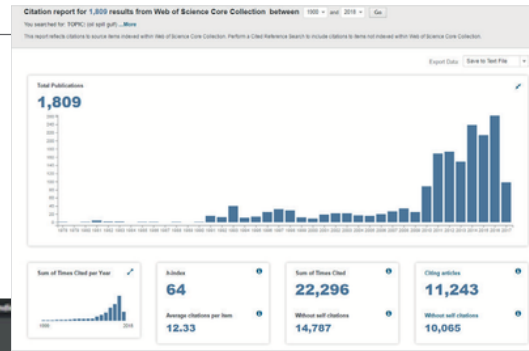 Citation report for 1,809 results from Web of Science Core Collection between 1900 and 2018 Go
You searched for: TOPIC: (oil spill gulf) ...More
This report reflects citations to source items indexed within Web of Science Core Collection. Perform a Cited Reference Search to include citations to items not indexed within Web of Science Core Collection.
Export Data: Save to Text File
Total Publications
1,809
Sum of Times Cited per Year
h-index
Sum of Times Cited
Citing articles
64
22,296
11,243
Average citations per item
Without self citations
Without self citations
12.33
14,787
10,065